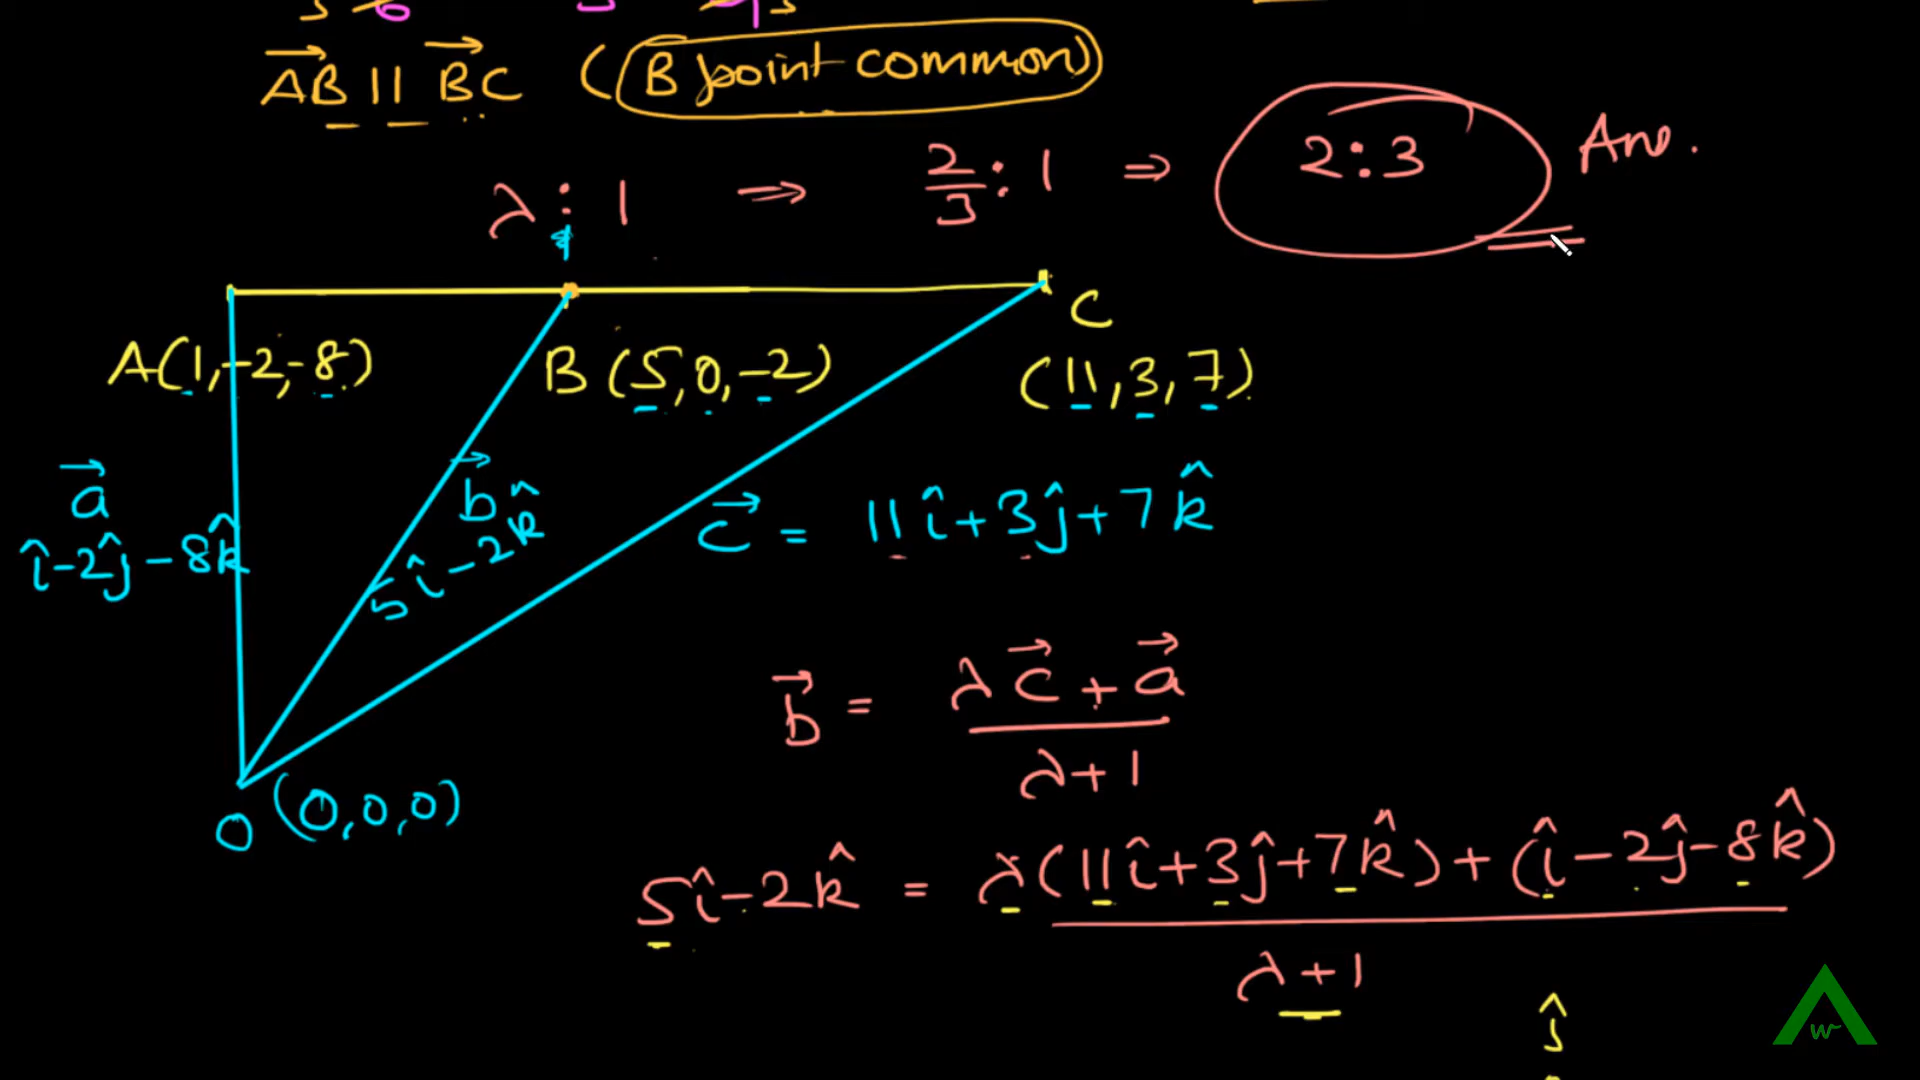 AB || BC (B point common)
λ : 1 ⇒ 2/3 : 1 ⇒ 2:3 Ans.
C
A(1,-2,-8) B(5,0,-2) (11,3,7)
a⃗
î-2ĵ-8k̂
b⃗
5î-2k̂
c⃗ = 11î+3ĵ+7k̂
b⃗ = (λc⃗+a⃗)/(λ+1)
O (0,0,0)
5î-2k̂ = (λ(11î+3ĵ+7k̂)+(î-2ĵ-8k̂))/(λ+1)
W